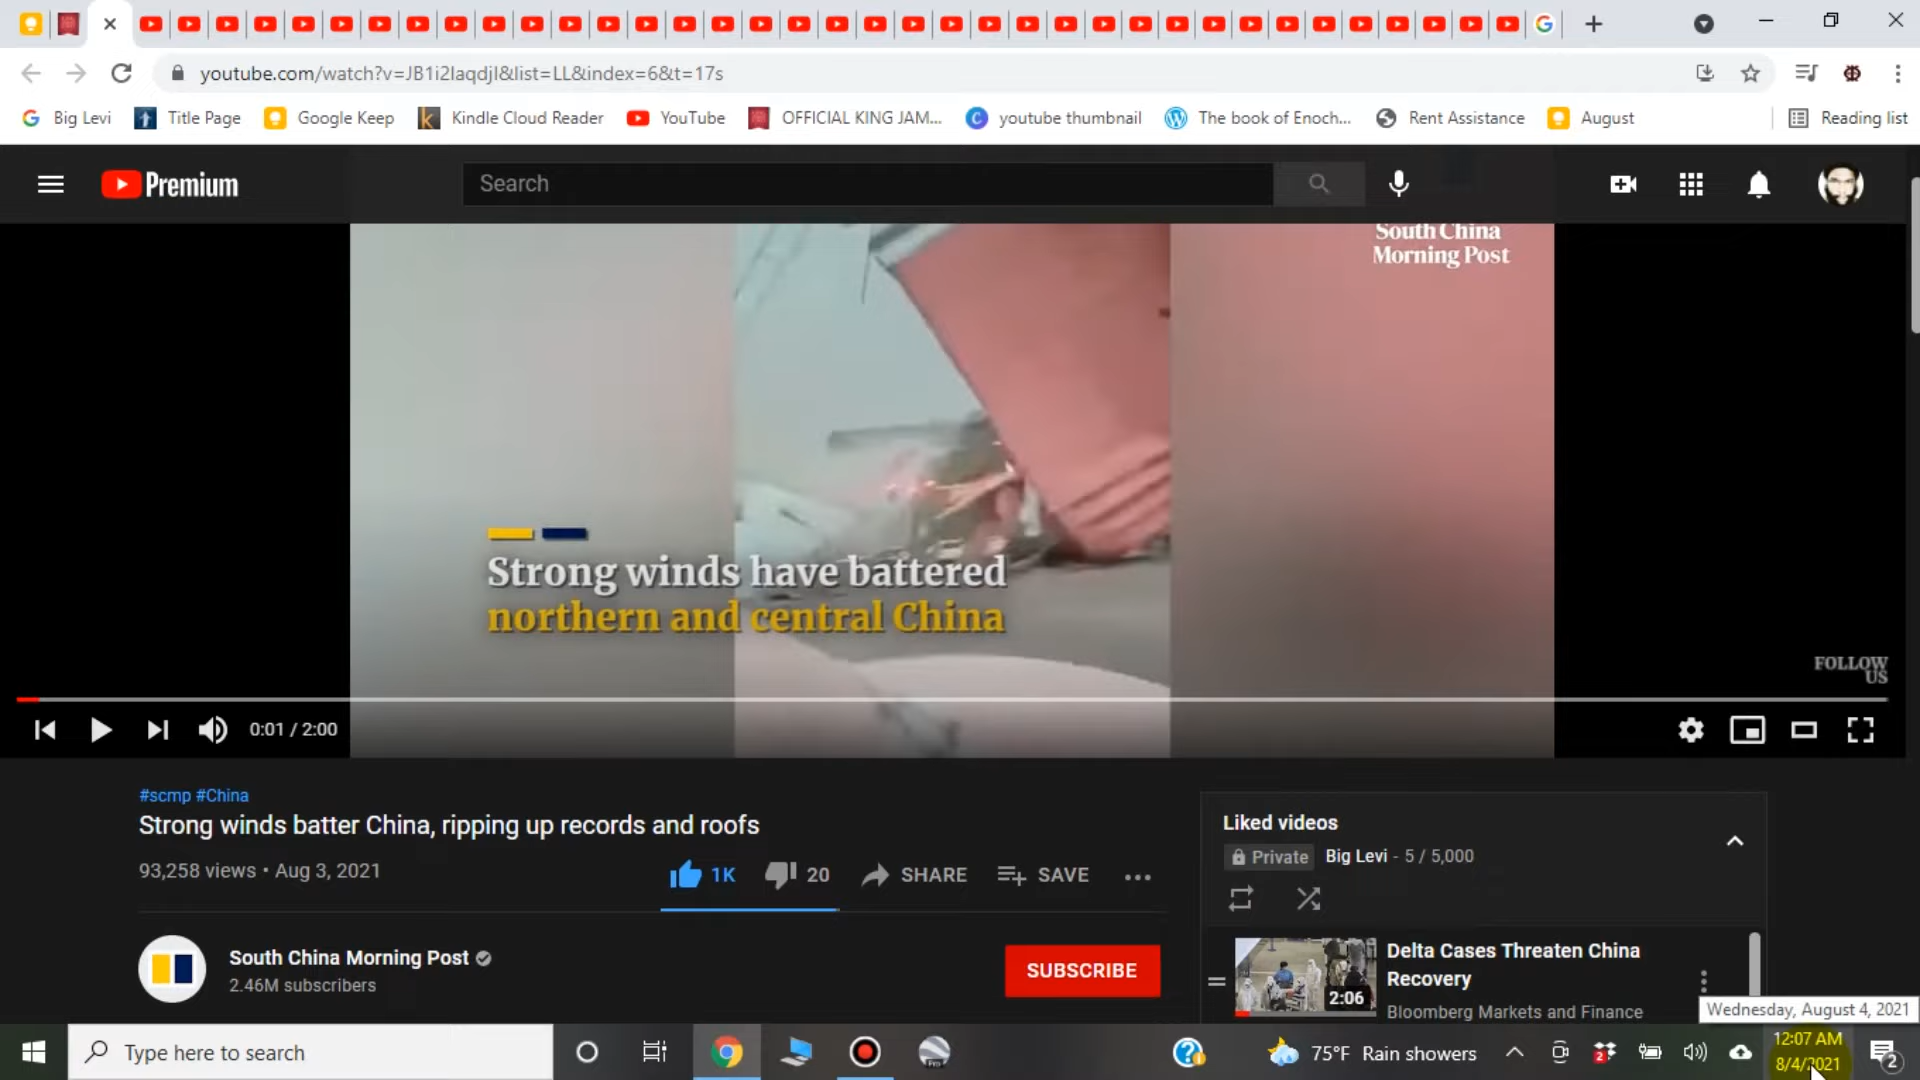 youtube.com/watch?v=JB1i2IaqdjI&list=LL&index=6&t=17s
Big Levi
Title Page
Google Keep
Kindle Cloud Reader
YouTube
OFFICIAL KING JAM...
youtube thumbnail
The book of Enoch...
Rent Assistance
August
Reading list
Premium
Search
South China
Morning Post
Strong winds have battered
northern and central China
FOLLOW
US
0:01 / 2:00
#scmp #China
Strong winds batter China, ripping up records and roofs
93,258 views • Aug 3, 2021
1K
20
SHARE
SAVE
South China Morning Post
2.46M subscribers
SUBSCRIBE
Liked videos
Private
Big Levi - 5 / 5,000
2:06
Delta Cases Threaten China
Recovery
Bloomberg Markets and Finance
Wednesday, August 4, 2021
Type here to search
75°F Rain showers
2
12:07 AM
8/4/2021
2